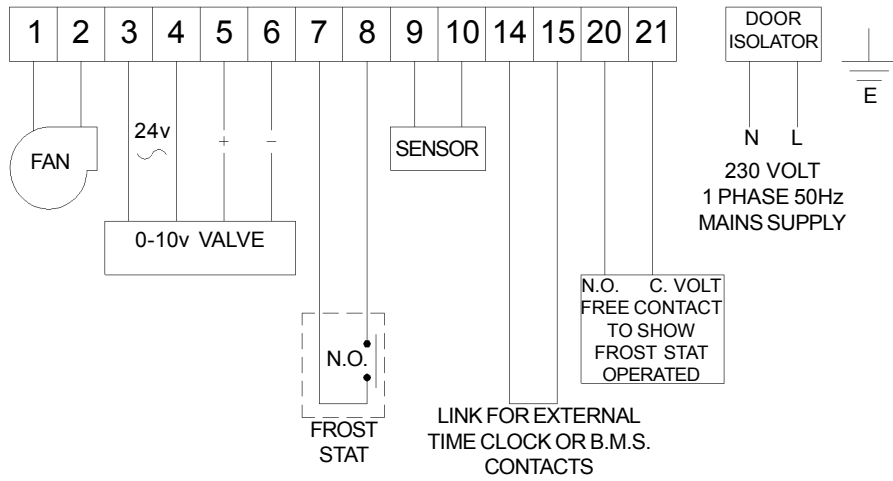 1 2 3 4 5 6 7 8 9 10 14 15 20 21
DOOR
ISOLATOR
E
FAN
24v
+ −
0-10v VALVE
SENSOR
N L
230 VOLT
1 PHASE 50Hz
MAINS SUPPLY
N.O.
FROST
STAT
LINK FOR EXTERNAL
TIME CLOCK OR B.M.S.
CONTACTS
N.O. C. VOLT
FREE CONTACT
TO SHOW
FROST STAT
OPERATED